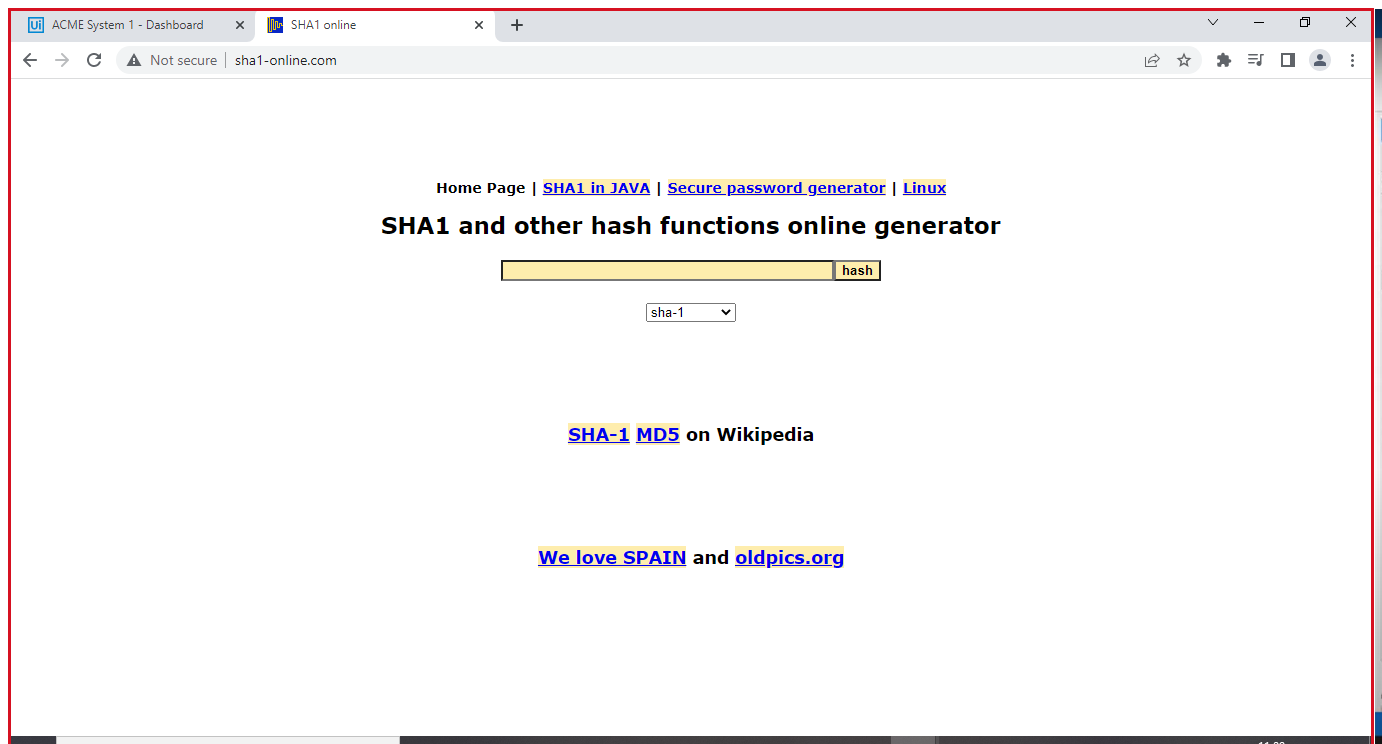 Ui ACME System 1 - Dashboard
SHA1 online
Not secure sha1-online.com
Home Page | SHA1 in JAVA | Secure password generator | Linux
SHA1 and other hash functions online generator
hash
sha-1
SHA-1 MD5 on Wikipedia
We love SPAIN and oldpics.org